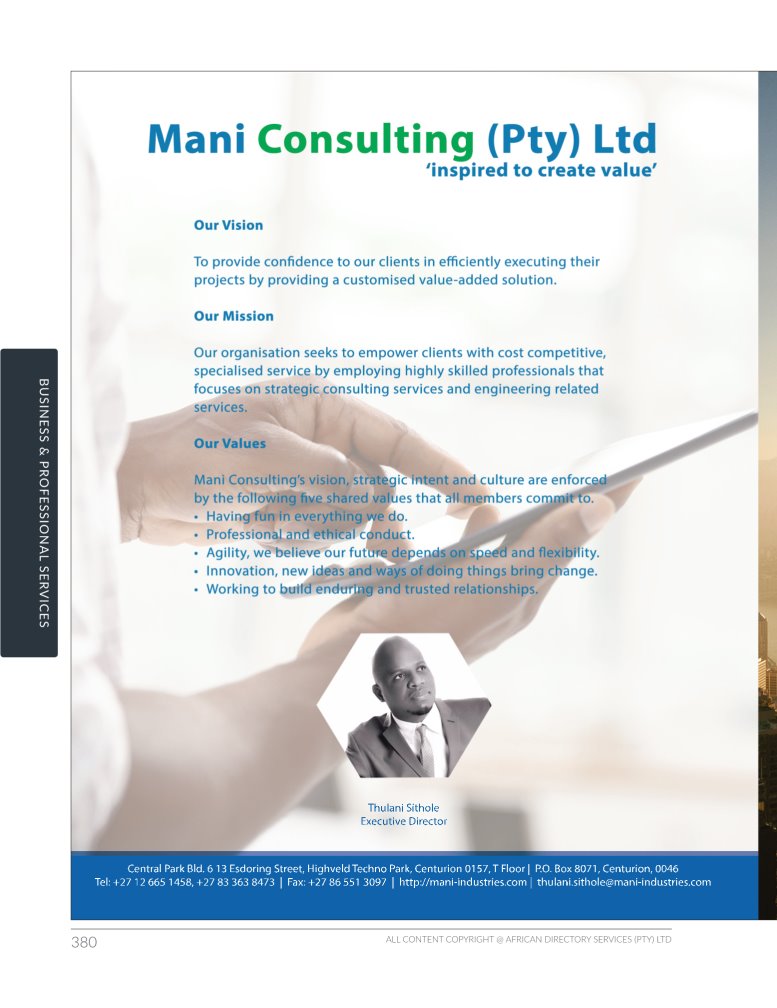 Mani Consulting (Pty) Ltd
‘inspired to create value’
Our Vision
To provide confidence to our clients in efficiently executing their
projects by providing a customised value-added solution.
Our Mission
Our organisation seeks to empower clients with cost competitive,
specialised service by employing highly skilled professionals that
focuses on strategic consulting services and engineering related
services.
Our Values
Mani Consulting’s vision, strategic intent and culture are enforced
by the following five shared values that all members commit to.
• Having fun in everything we do.
• Professional and ethical conduct.
• Agility, we believe our future depends on speed and flexibility.
• Innovation, new ideas and ways of doing things bring change.
• Working to build enduring and trusted relationships.
BUSINESS & PROFESSIONAL SERVICES
Thulani Sithole
Executive Director
Central Park Bld. 6 13 Esdoring Street, Highveld Techno Park, Centurion 0157, T Floor | P.O. Box 8071, Centurion, 0046
Tel: +27 12 665 1458, +27 83 363 8473 | Fax: +27 86 551 3097 | http://mani-industries.com | thulani.sithole@mani-industries.com
380
ALL CONTENT COPYRIGHT @ AFRICAN DIRECTORY SERVICES (PTY) LTD